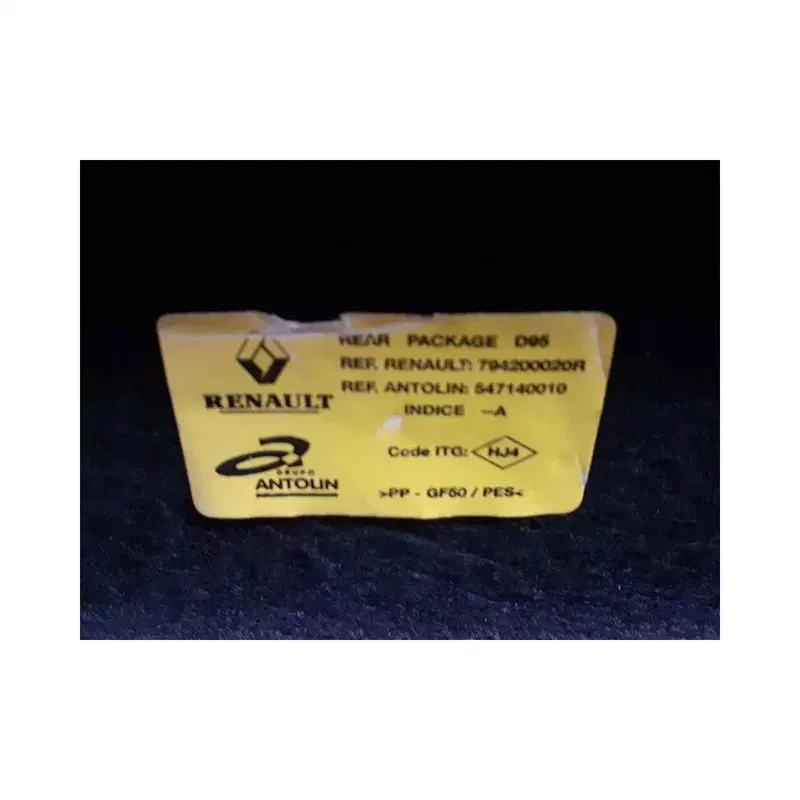 REAR PACKAGE D95
REF. RENAULT: 794200020R
REF. ANTOLIN: 547140010
INDICE --A
RENAULT
Code ITG: HJ4
GRUPO
ANTOLIN
>PP - GF50 / PES<